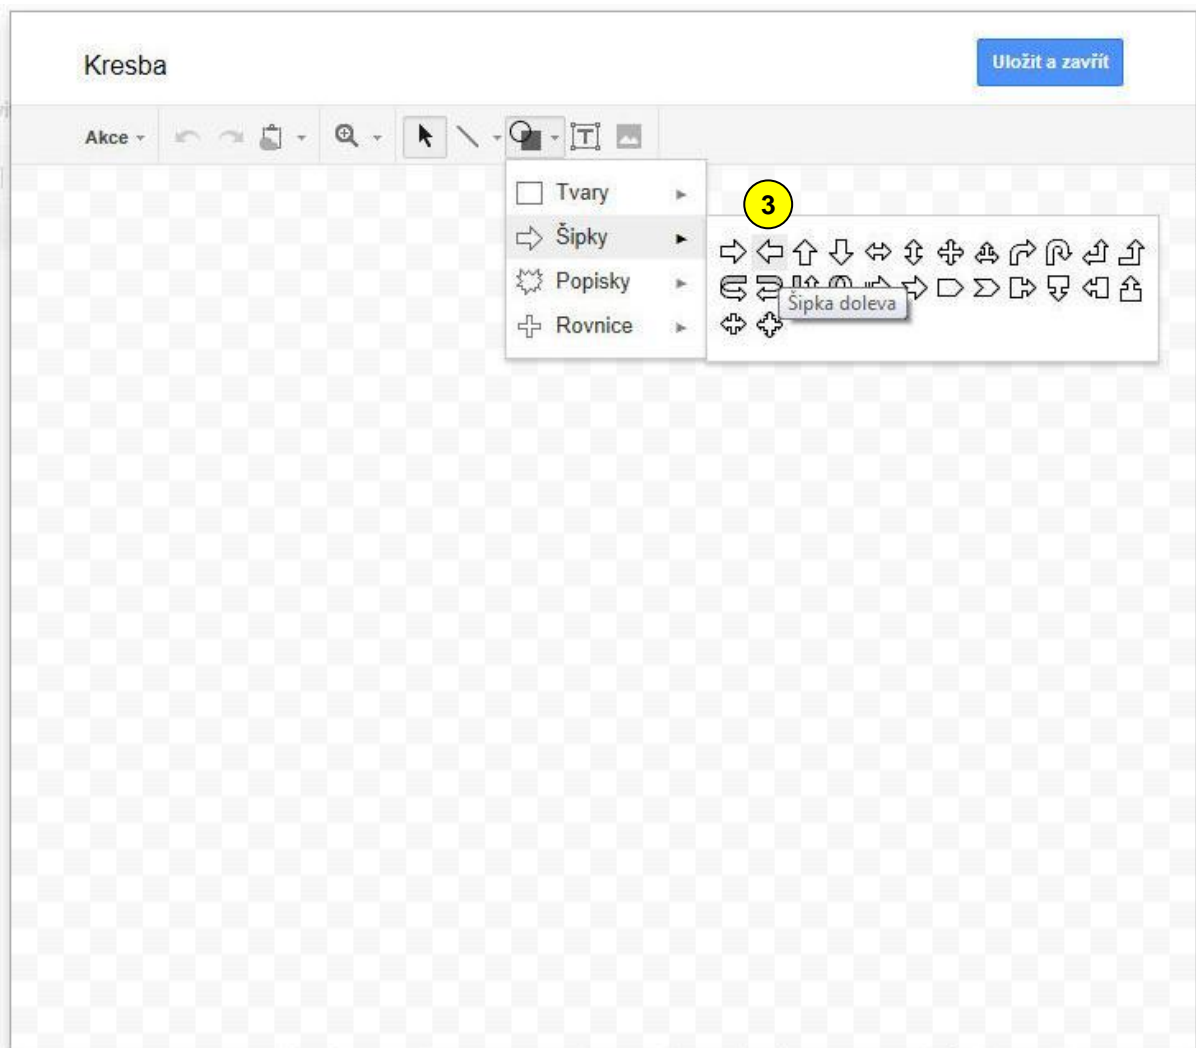 Kresba
Uložit a zavřít
Akce
Tvary
3
Šipky
Popisky
Šipka doleva
Rovnice